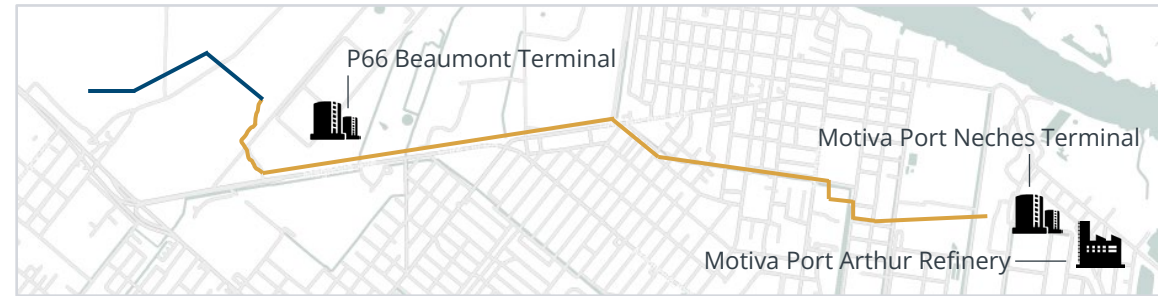 P66 Beaumont Terminal
Motiva Port Neches Terminal
Motiva Port Arthur Refinery